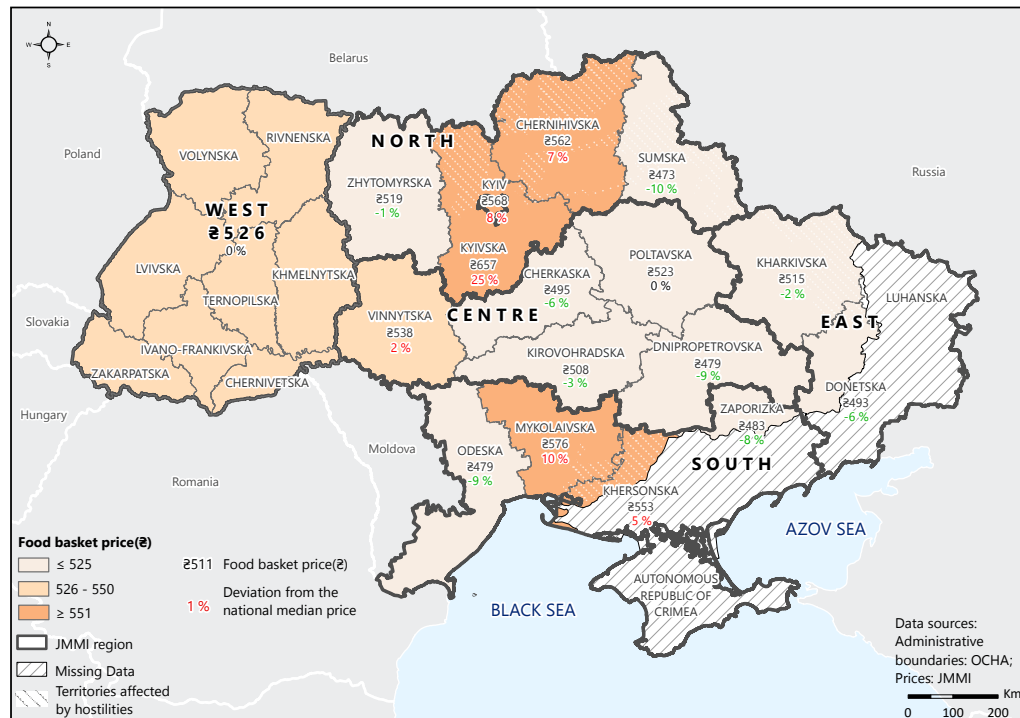 N
W E
S
Belarus
Poland
Russia
Slovakia
Hungary
Romania
Moldova
NORTH
CHERNIHIVSKA
₴562
7 %
SUMSKA
₴473
-10 %
ZHYTOMYRSKA
₴519
-1 %
KYIV
₴568
8 %
KYIVSKA
₴657
25 %
VOLYNSKA
RIVNENSKA
WEST
₴526
0 %
LVIVSKA
KHMELNYTSKA
TERNOPILSKA
IVANO-FRANKIVSKA
ZAKARPATSKA
CHERNIVETSKA
CENTRE
VINNYTSKA
₴538
2 %
CHERKASKA
₴495
-6 %
POLTAVSKA
₴523
0 %
KIROVOHRADSKA
₴508
-3 %
DNIPROPETROVSKA
₴479
-9 %
EAST
KHARKIVSKA
₴515
-2 %
LUHANSKA
DONETSKA
₴493
-6 %
ZAPORIZKA
₴483
-8 %
SOUTH
ODESKA
₴479
-9 %
MYKOLAIVSKA
₴576
10 %
KHERSONSKA
₴553
5 %
AUTONOMOUS
REPUBLIC OF
CRIMEA
AZOV SEA
BLACK SEA
Food basket price(₴)
≤ 525
526 - 550
≥ 551
JMMI region
Missing Data
Territories affected
by hostilities
₴511 Food basket price(₴)
1 % Deviation from the
national median price
Data sources:
Administrative
boundaries: OCHA;
Prices: JMMI
Km
0 100 200